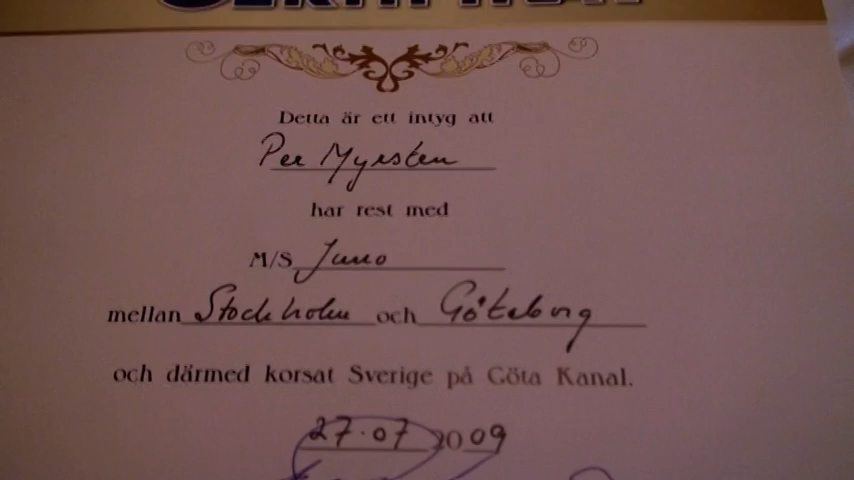 Detta är ett intyg att
Per Myrsten
har rest med
M/S Juno
mellan Stockholm och Göteborg
och därmed korsat Sverige på Göta Kanal.
27.07 2009